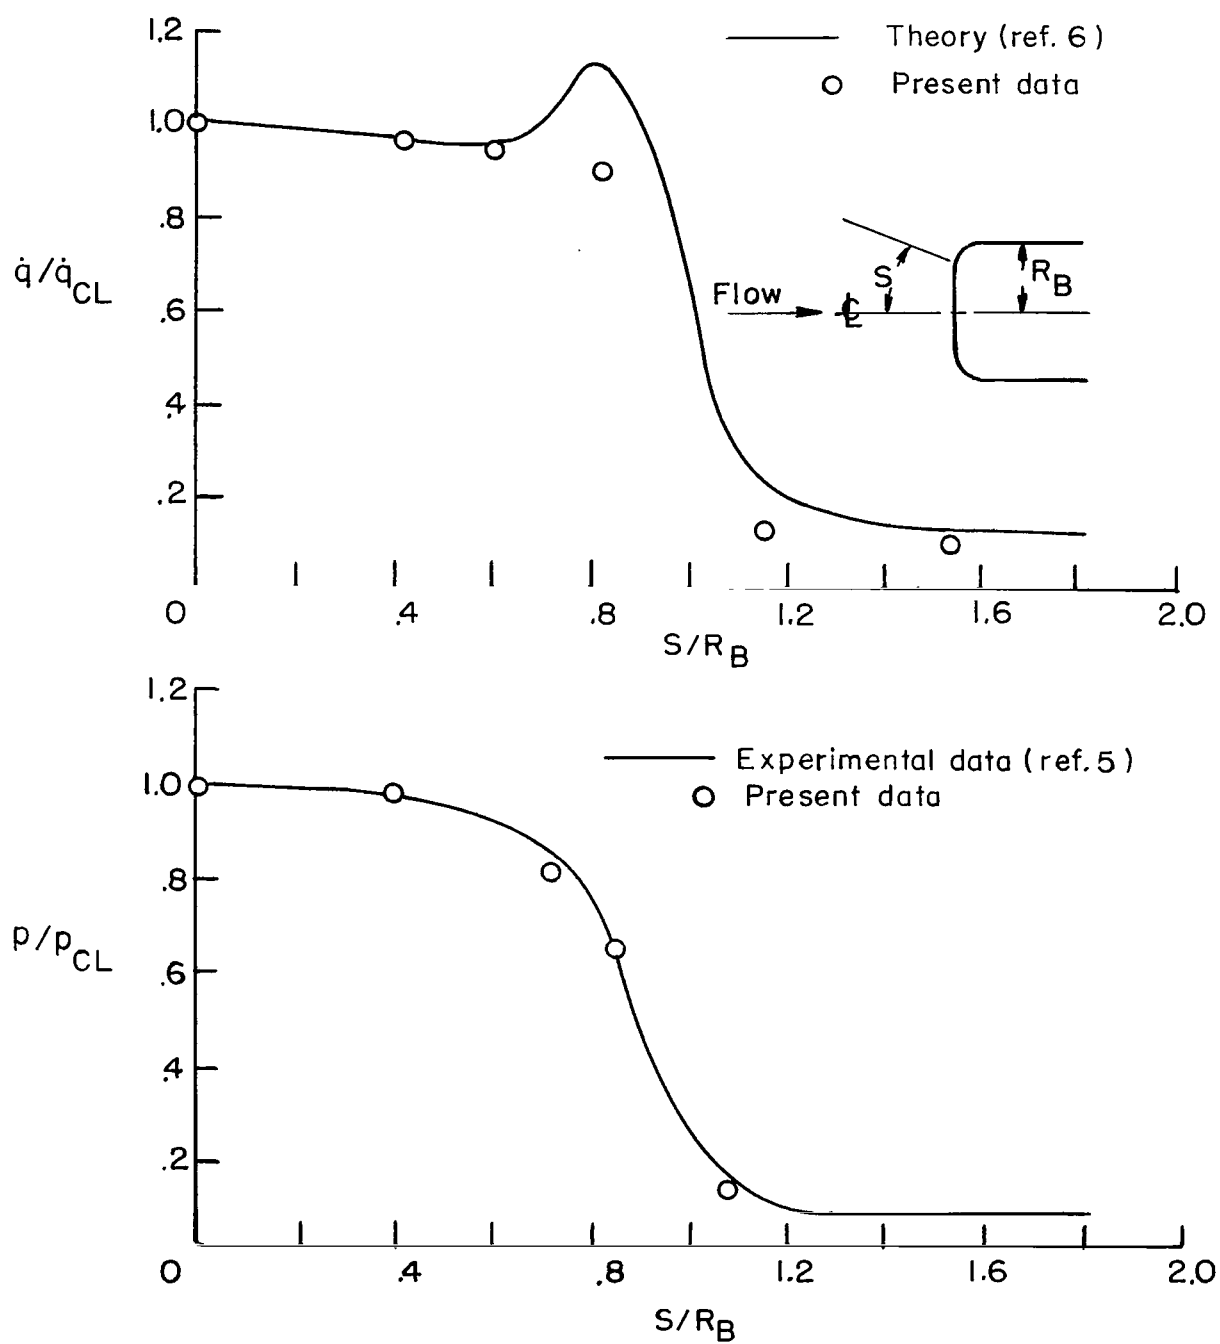 1.2
Theory (ref. 6)
Present data
1.0
.8
q̇/q̇CL
S
RB
Flow
℄
.6
.4
.2
0 .4 .8 1.2 1.6 2.0
S/RB
1.2
Experimental data (ref. 5)
1.0
Present data
.8
p/pCL
.6
.4
.2
0 .4 .8 1.2 1.6 2.0
S/RB